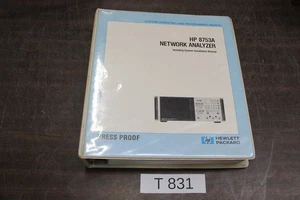 HP 8753A
NETWORK ANALYZER
PRESS PROOF
HEWLETT
PACKARD
T 831